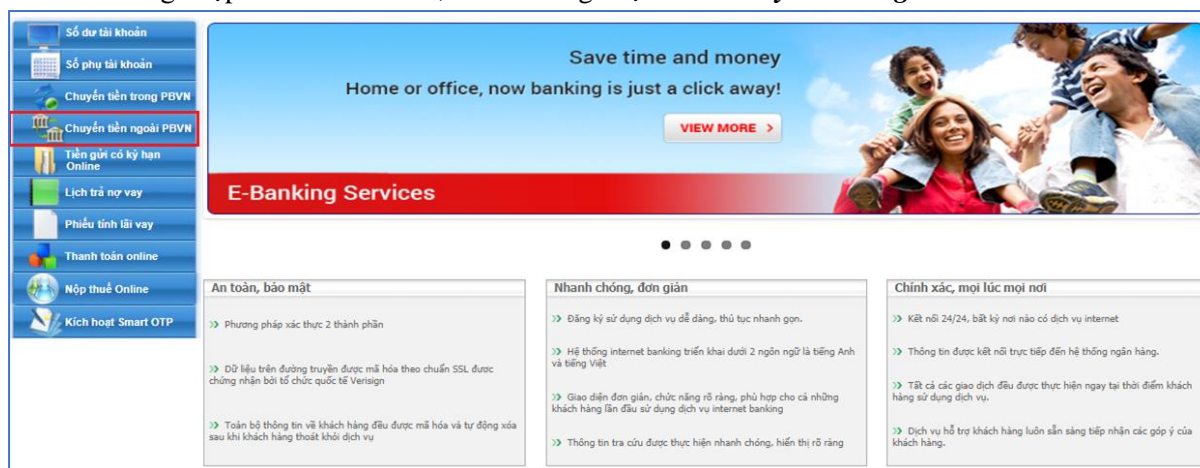 Số dư tài khoản
Số phụ tài khoản
Chuyển tiền trong PBVN
Chuyển tiền ngoài PBVN
Tiền gửi có kỳ hạn
Online
Lịch trả nợ vay
Phiếu tính lãi vay
Thanh toán online
Nộp thuế Online
Kích hoạt Smart OTP
Save time and money
Home or office, now banking is just a click away!
VIEW MORE >
E-Banking Services
An toàn, bảo mật
Phương pháp xác thực 2 thành phần
Dữ liệu trên đường truyền được mã hóa theo chuẩn SSL được
chứng nhận bởi tổ chức quốc tế Verisign
Toàn bộ thông tin về khách hàng đều được mã hóa và tự động xóa
sau khi khách hàng thoát khỏi dịch vụ
Nhanh chóng, đơn giản
Đăng ký sử dụng dịch vụ dễ dàng, thủ tục nhanh gọn.
Hệ thống internet banking triển khai dưới 2 ngôn ngữ là tiếng Anh
và tiếng Việt
Giao diện đơn giản, chức năng rõ ràng, phù hợp cho cả những
khách hàng lần đầu sử dụng dịch vụ internet banking
Thông tin tra cứu được thực hiện nhanh chóng, hiển thị rõ ràng
Chính xác, mọi lúc mọi nơi
Kết nối 24/24, bất kỳ nơi nào có dịch vụ internet
Thông tin được kết nối trực tiếp đến hệ thống ngân hàng.
Tất cả các giao dịch đều được thực hiện ngay tại thời điểm khách
hàng sử dụng dịch vụ.
Dịch vụ hỗ trợ khách hàng luôn sẵn sàng tiếp nhận các góp ý của
khách hàng.